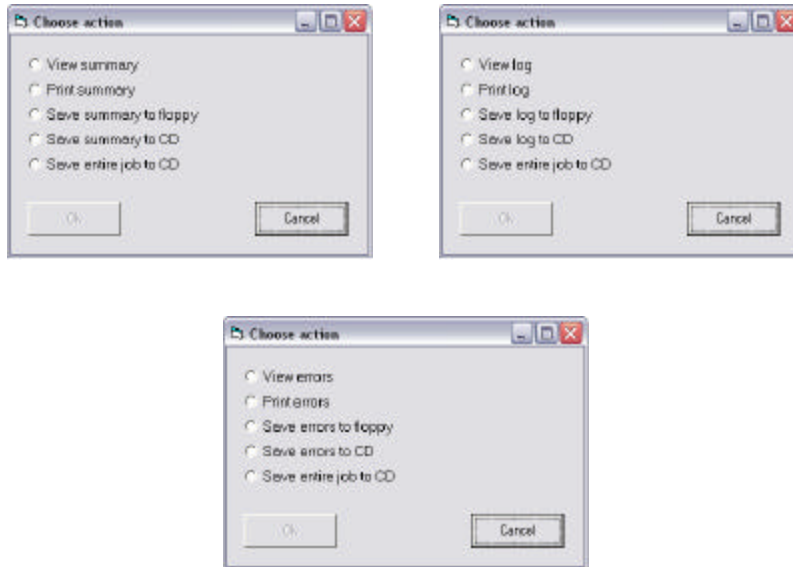 Choose action
View summary
Print summary
Save summary to floppy
Save summary to CD
Save entire job to CD
Ok
Cancel
Choose action
View log
Print log
Save log to floppy
Save log to CD
Save entire job to CD
Ok
Cancel
Choose action
View errors
Print errors
Save errors to floppy
Save errors to CD
Save entire job to CD
Ok
Cancel